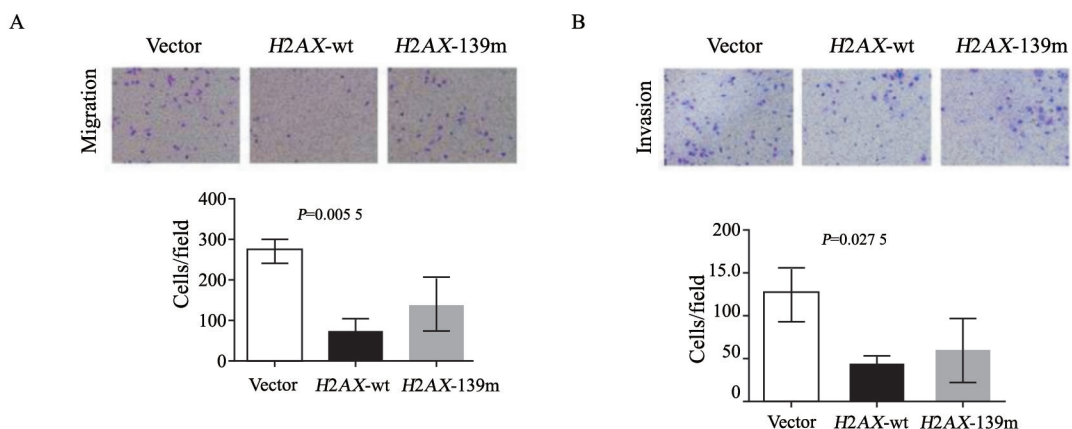 A
Vector H2AX-wt H2AX-139m
Migration
400
300
200
100
0
Cells/field
P=0.005 5
Vector H2AX-wt H2AX-139m
B
Vector H2AX-wt H2AX-139m
Invasion
200
15.0
100
50
0
Cells/field
P=0.027 5
Vector H2AX-wt H2AX-139m